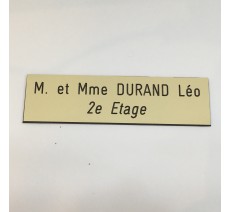 M. et Mme DURAND Léo
2e Etage